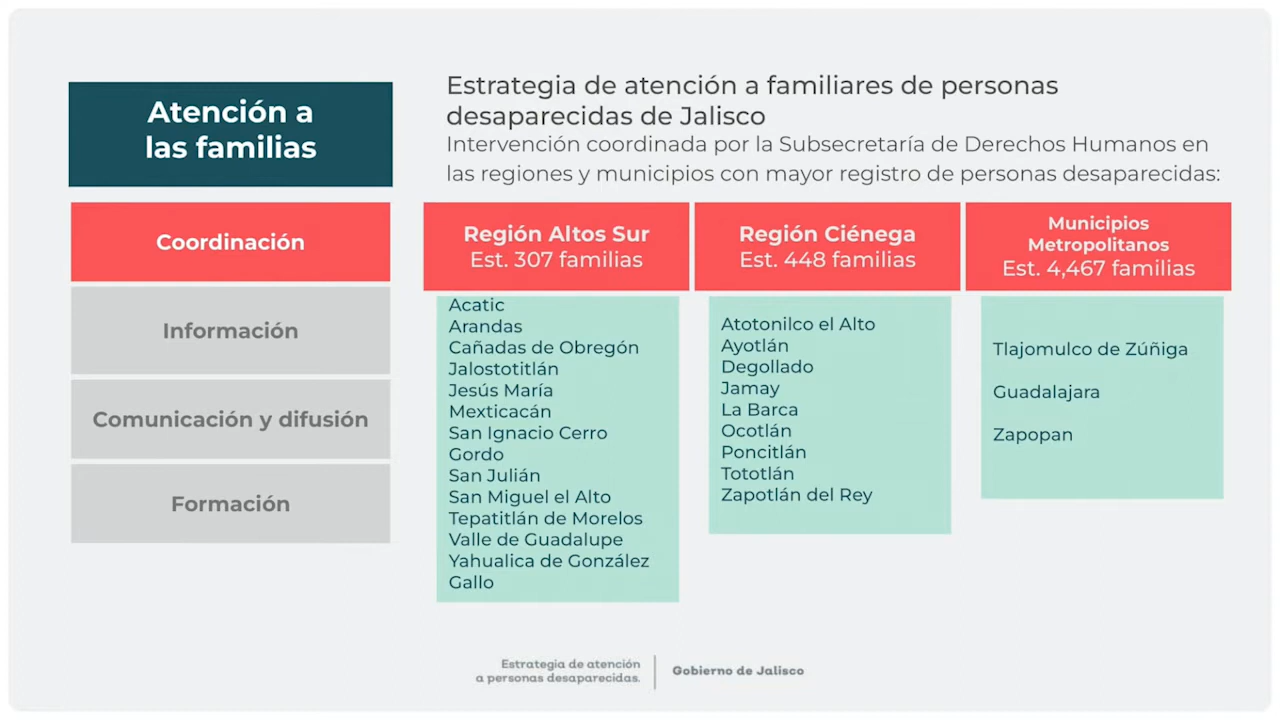 Atención a
las familias
Estrategia de atención a familiares de personas
desaparecidas de Jalisco
Intervención coordinada por la Subsecretaría de Derechos Humanos en
las regiones y municipios con mayor registro de personas desaparecidas:
Coordinación
Información
Comunicación y difusión
Formación
Región Altos Sur
Est. 307 familias
Acatic
Arandas
Cañadas de Obregón
Jalostotitlán
Jesús María
Mexticacán
San Ignacio Cerro
Gordo
San Julián
San Miguel el Alto
Tepatitlán de Morelos
Valle de Guadalupe
Yahualica de González
Gallo
Región Ciénega
Est. 448 familias
Atotonilco el Alto
Ayotlán
Degollado
Jamay
La Barca
Ocotlán
Poncitlán
Tototlán
Zapotlán del Rey
Municipios
Metropolitanos
Est. 4,467 familias
Tlajomulco de Zúñiga
Guadalajara
Zapopan
Estrategia de atención
a personas desaparecidas.
Gobierno de Jalisco